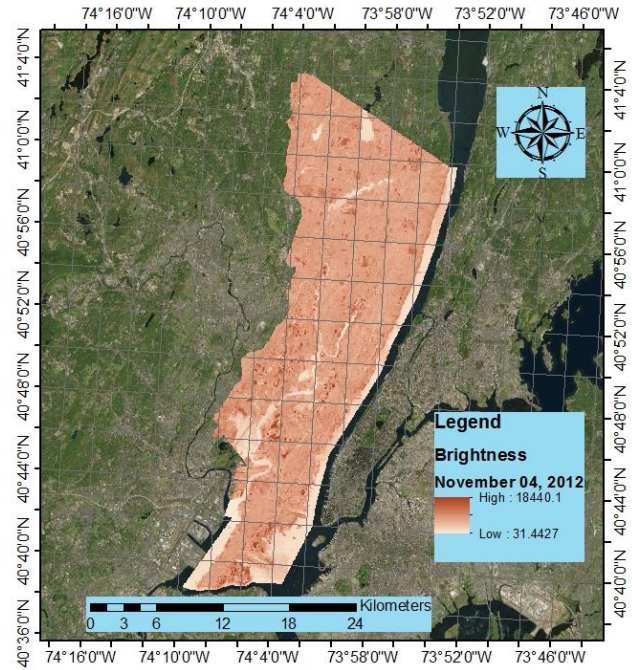 74°16'0"W 74°10'0"W 74°4'0"W 73°58'0"W 73°52'0"W 73°46'0"W
41°4'0"N
41°0'0"N
40°56'0"N
40°52'0"N
40°48'0"N
40°44'0"N
40°40'0"N
40°36'0"N
N
W E
S
41°4'0"N
41°0'0"N
40°56'0"N
40°52'0"N
40°48'0"N
40°44'0"N
40°40'0"N
Legend
Brightness
November 04, 2012
High : 18440.1
Low : 31.4427
Kilometers
0 3 6 12 18 24
74°16'0"W 74°10'0"W 74°4'0"W 73°58'0"W 73°52'0"W 73°46'0"W